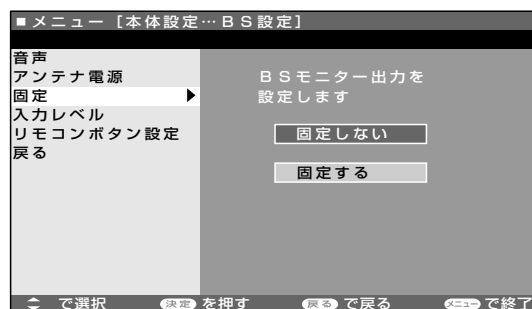 ■メニュー [本体設定…BS設定]
音声
アンテナ電源
固定
入力レベル
リモコンボタン設定
戻る
BSモニター出力を
設定します
固定しない
固定する
で選択 決定 を押す 戻る で戻る メニュー で終了